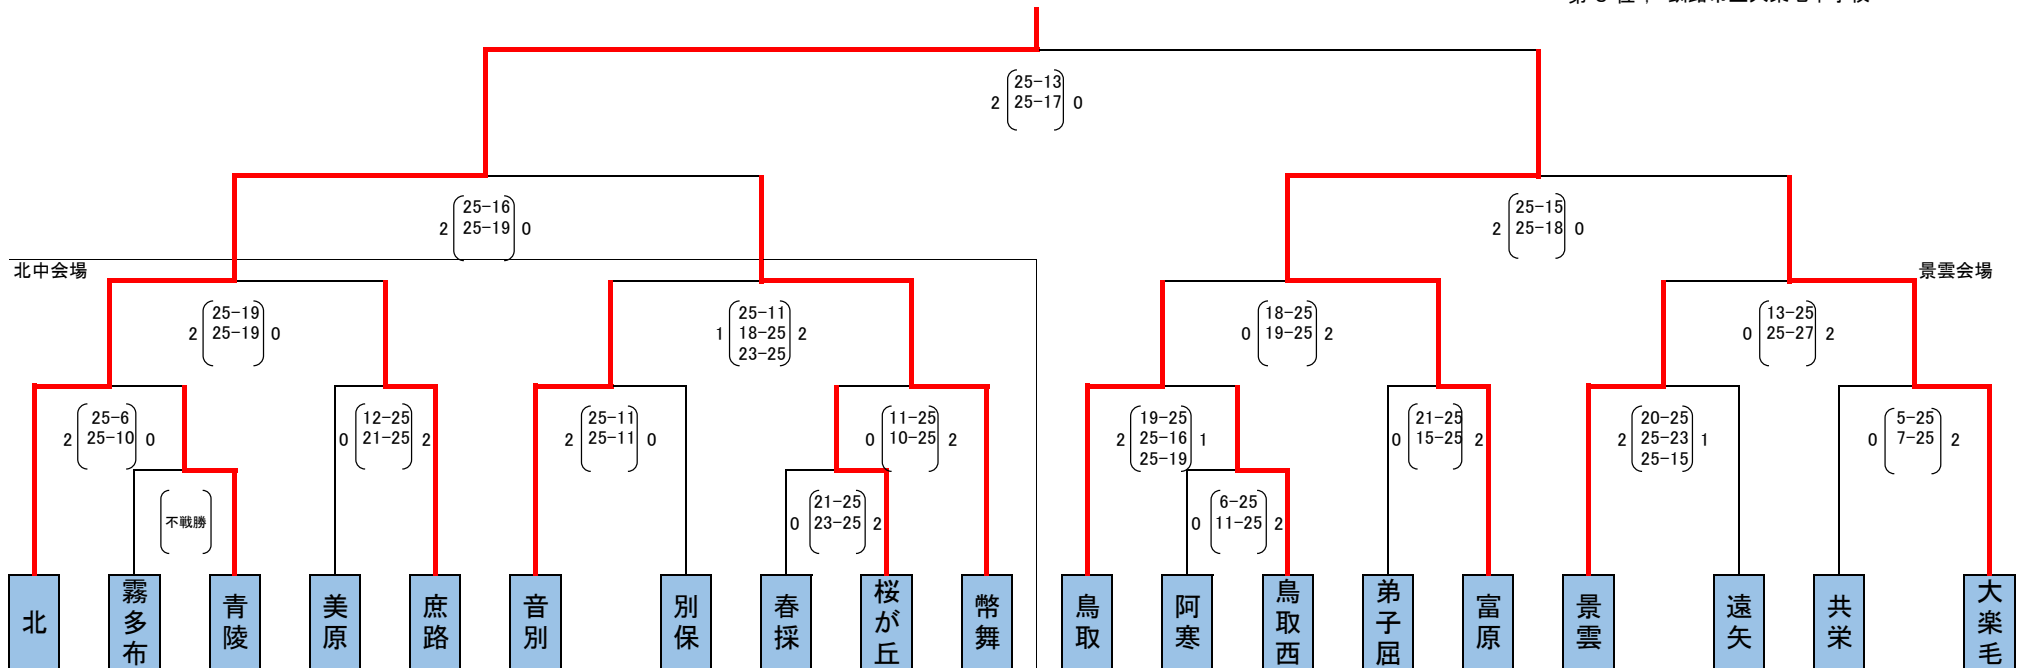 25-13
2 25-17 0
25-16
2 25-19 0
25-15
2 25-18 0
北中会場
景雲会場
25-19
2 25-19 0
25-11
1 18-25 2
23-25
18-25
0 19-25 2
13-25
0 25-27 2
25-6
2 25-10 0
12-25
0 21-25 2
25-11
2 25-11 0
11-25
0 10-25 2
19-25
2 25-16 1
25-19
21-25
0 15-25 2
20-25
2 25-23 1
25-15
5-25
0 7-25 2
不戦勝
21-25
0 23-25 2
6-25
0 11-25 2
北
霧多布
青陵
美原
庶路
音別
別保
春採
桜が丘
幣舞
鳥取
阿寒
鳥取西
弟子屈
富原
景雲
遠矢
共栄
大楽毛